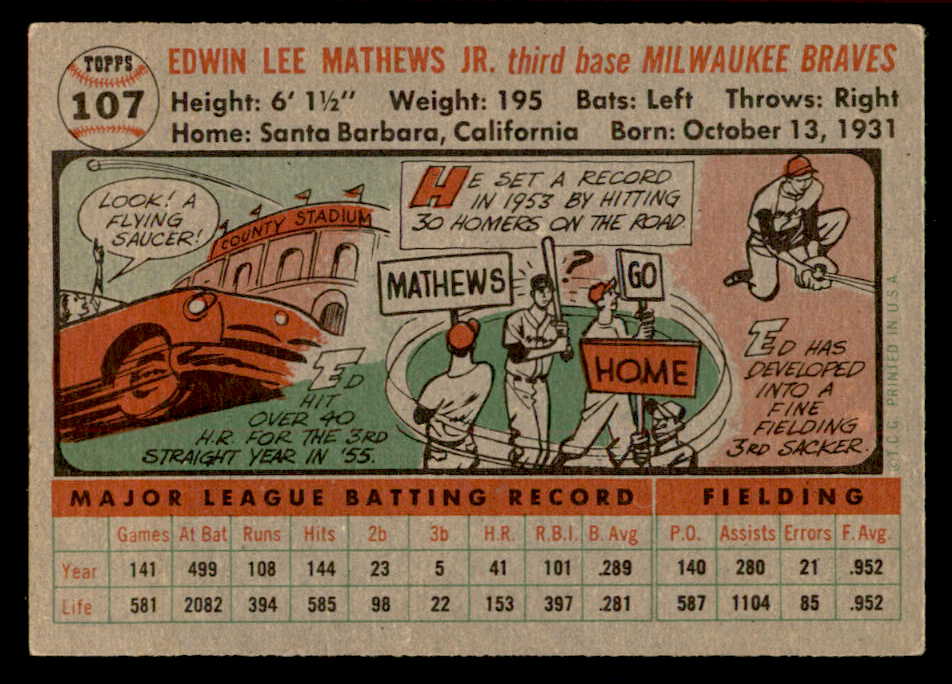 TOPPS
107
EDWIN LEE MATHEWS JR. third base MILWAUKEE BRAVES
Height: 6' 1½" Weight: 195 Bats: Left Throws: Right
Home: Santa Barbara, California Born: October 13, 1931
LOOK! A
FLYING
SAUCER!
COUNTY STADIUM
HE SET A RECORD
IN 1953 BY HITTING
30 HOMERS ON THE ROAD
MATHEWS
?
GO
HOME
ED
HIT
OVER 40
H.R. FOR THE 3RD
STRAIGHT YEAR IN '55.
ED HAS
DEVELOPED
INTO A
FINE
FIELDING
3RD SACKER.
©T.C.G. PRINTED IN U.S.A.
MAJOR LEAGUE BATTING RECORD FIELDING
Games At Bat Runs Hits 2b 3b H.R. R.B.I. B. Avg P.O. Assists Errors F. Avg.
Year 141 499 108 144 23 5 41 101 .289 140 280 21 .952
Life 581 2082 394 585 98 22 153 397 .281 587 1104 85 .952